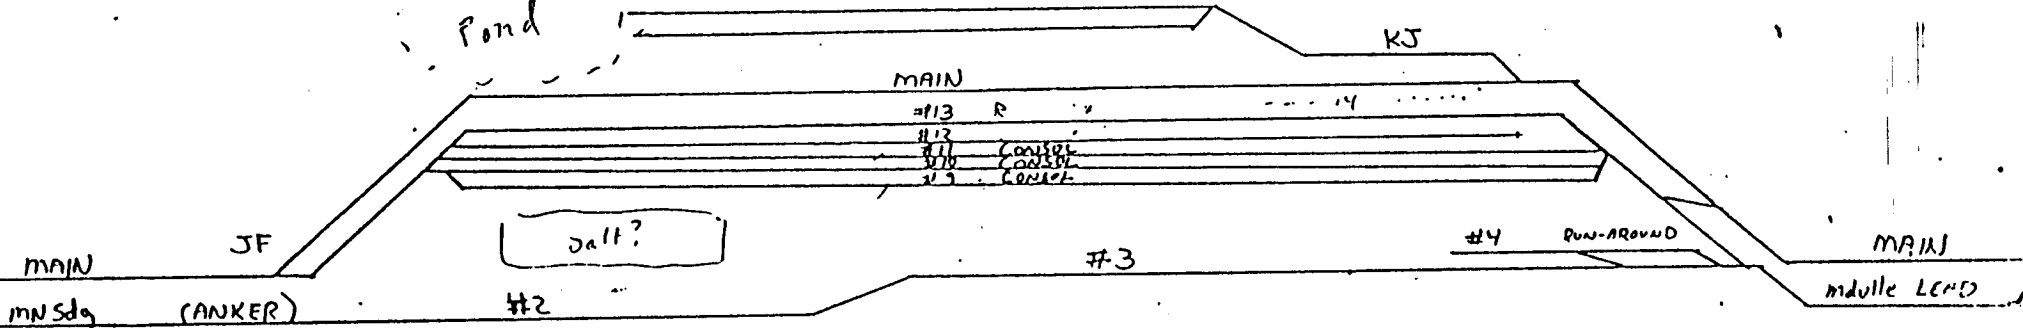 Pond
KJ
MAIN
#13 R
14
#12
#11 CONSOL
#10 CONSOL
#9 CONSOL
salt?
JF
#4 RUN-AROUND
MAIN
#3
MAIN
mdville LEAD
mN Sdg (ANKER) #2